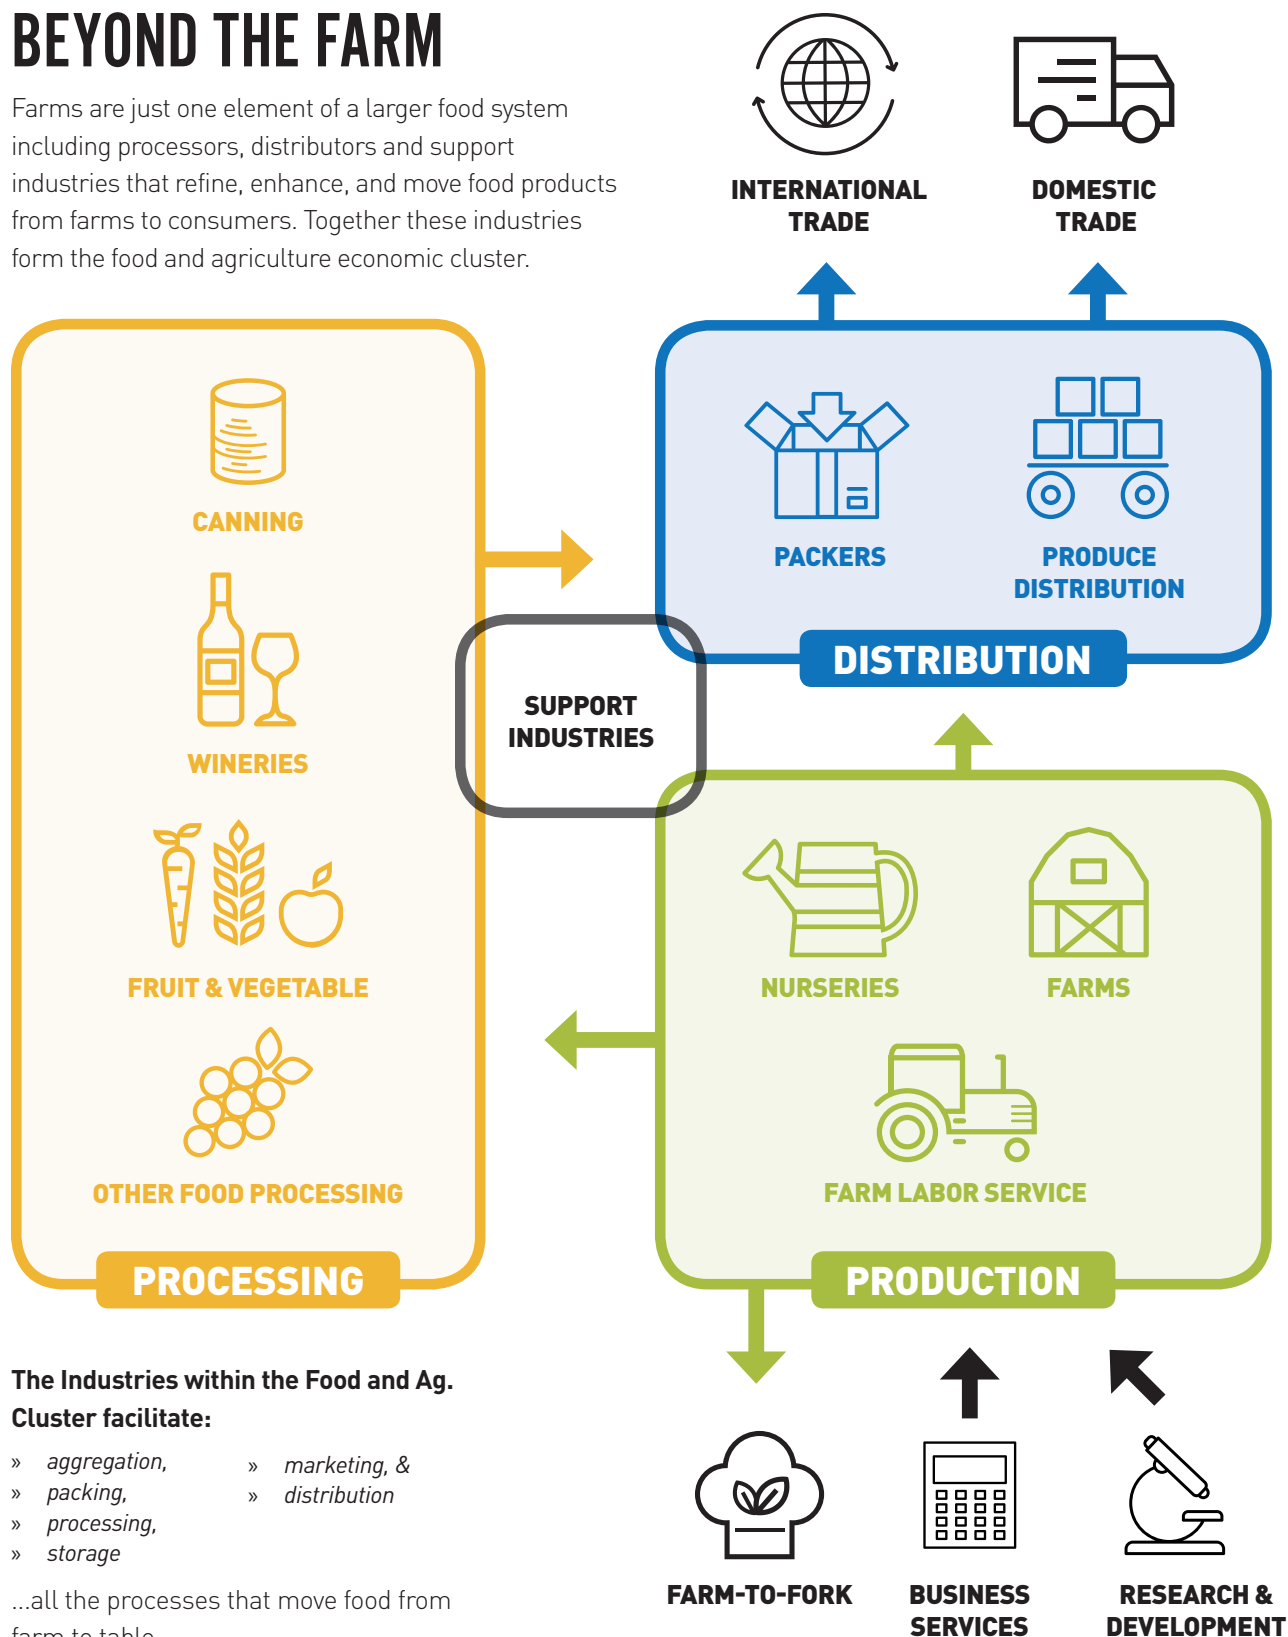 BEYOND THE FARM
Farms are just one element of a larger food system
including processors, distributors and support
industries that refine, enhance, and move food products
from farms to consumers. Together these industries
form the food and agriculture economic cluster.
INTERNATIONAL
TRADE
DOMESTIC
TRADE
CANNING
WINERIES
FRUIT & VEGETABLE
OTHER FOOD PROCESSING
PROCESSING
SUPPORT
INDUSTRIES
PACKERS
PRODUCE
DISTRIBUTION
DISTRIBUTION
NURSERIES
FARMS
FARM LABOR SERVICE
PRODUCTION
The Industries within the Food and Ag.
Cluster facilitate:
» aggregation,
» packing,
» processing,
» storage
» marketing, &
» distribution
...all the processes that move food from
farm to table
FARM-TO-FORK
BUSINESS
SERVICES
RESEARCH &
DEVELOPMENT